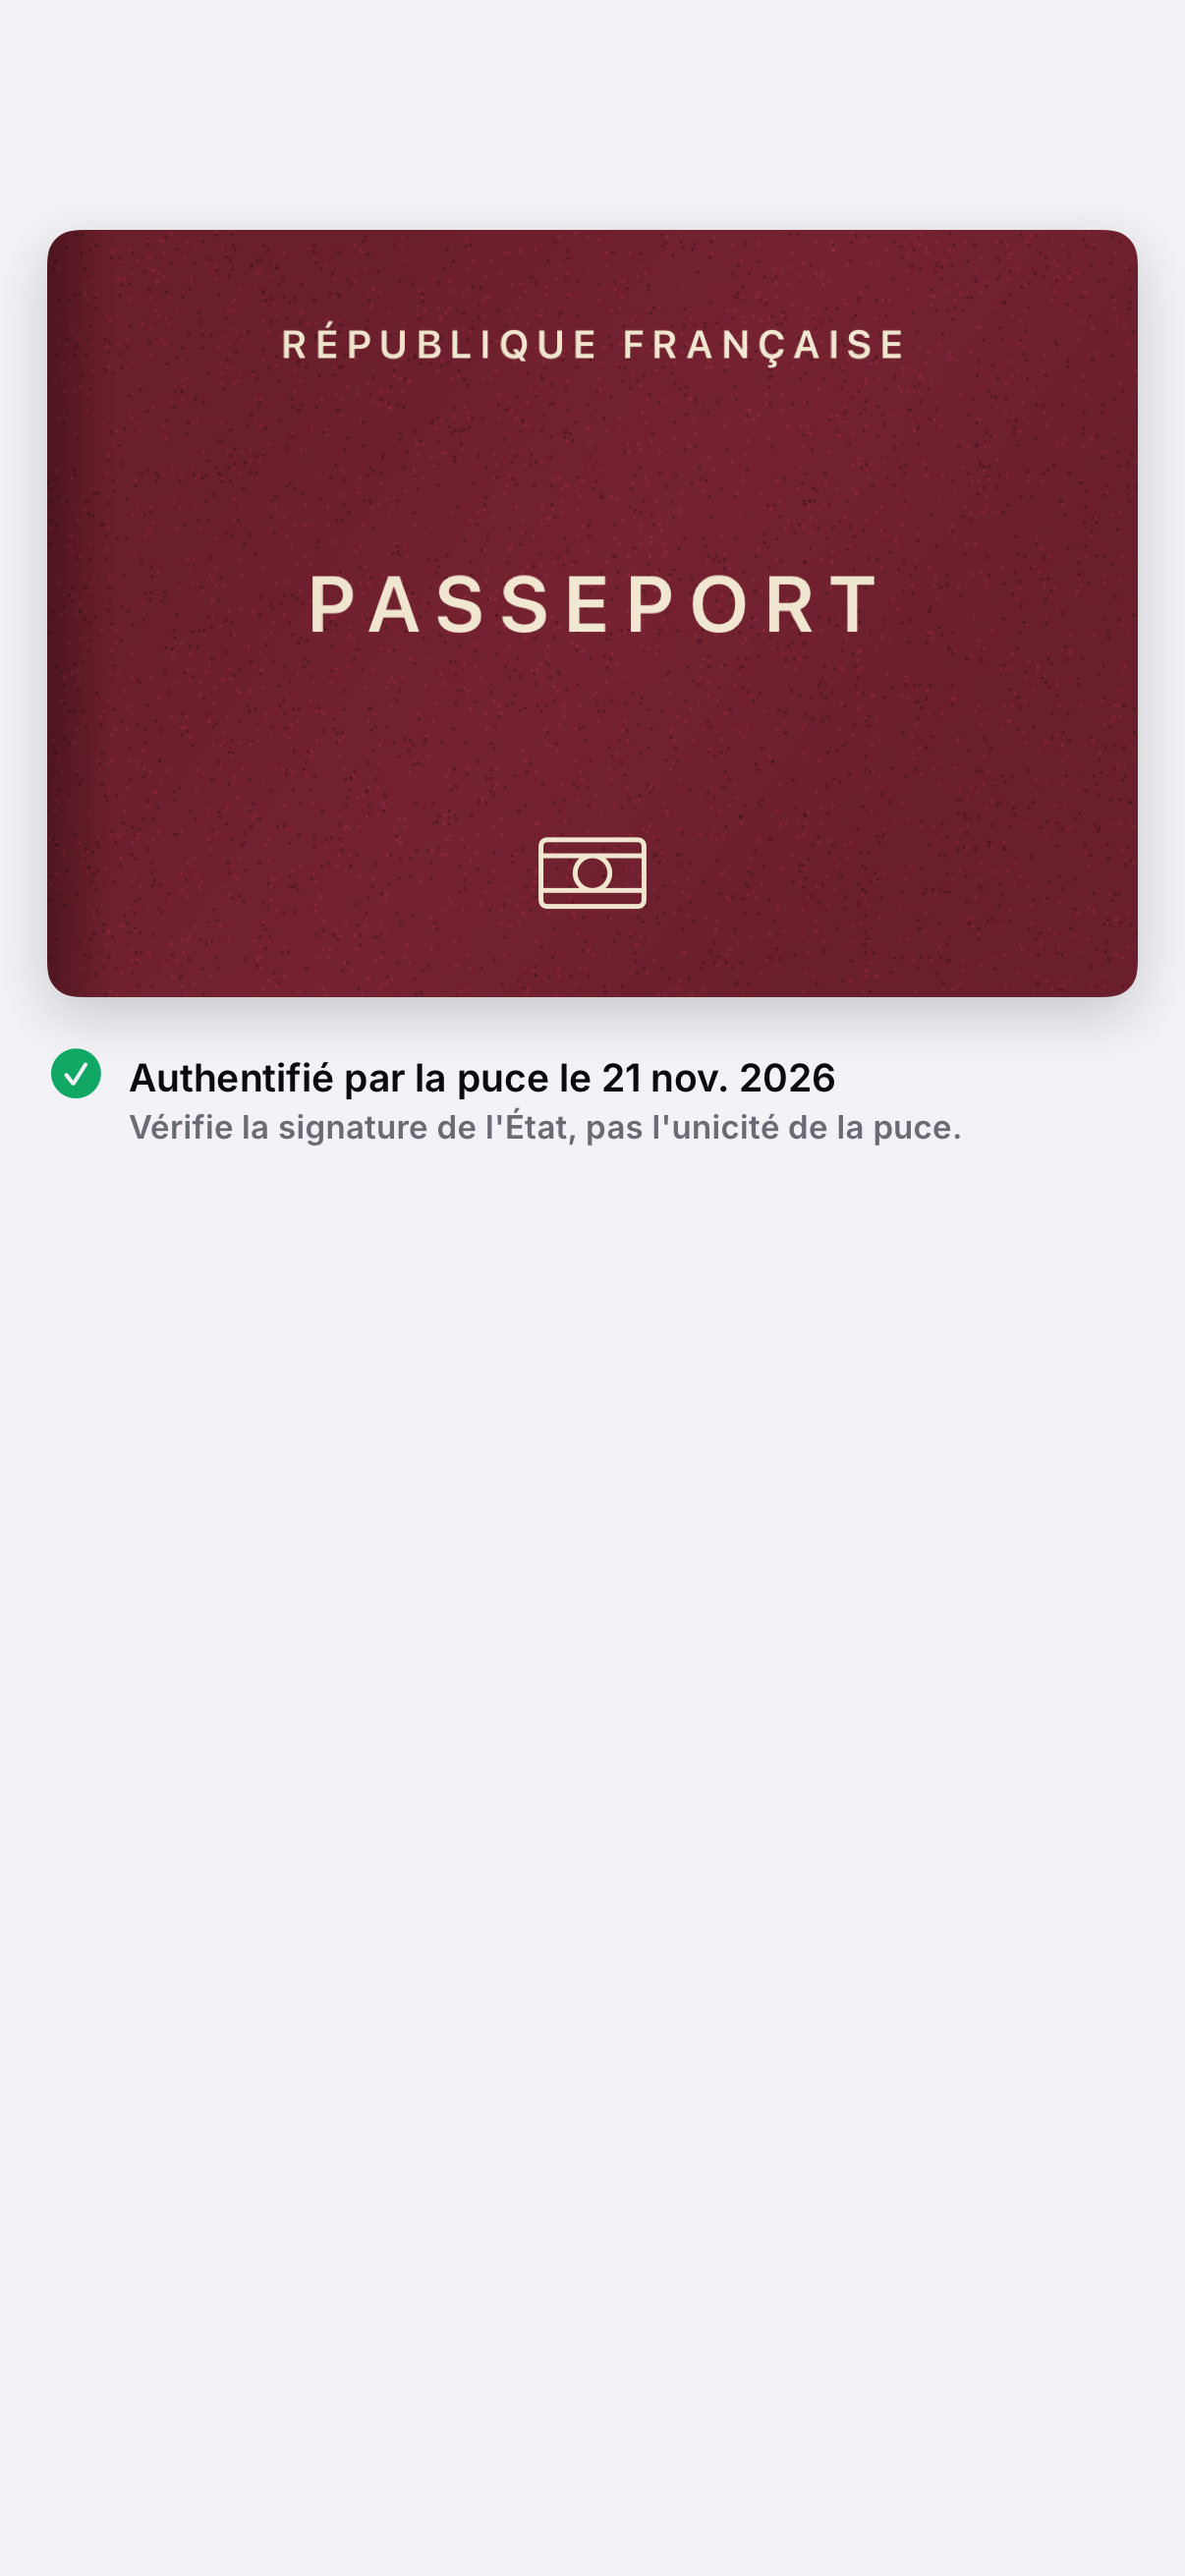 RÉPUBLIQUE FRANÇAISE
PASSEPORT
Authentifié par la puce le 21 nov. 2026
Vérifie la signature de l'État, pas l'unicité de la puce.